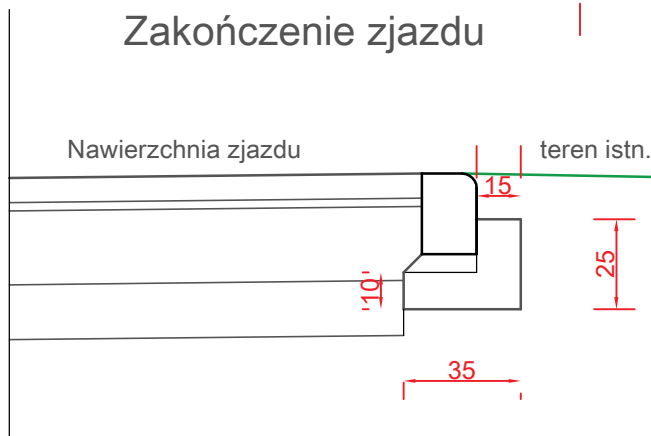 Zakończenie zjazdu
Nawierzchnia zjazdu
teren istn.
15
25
10
35